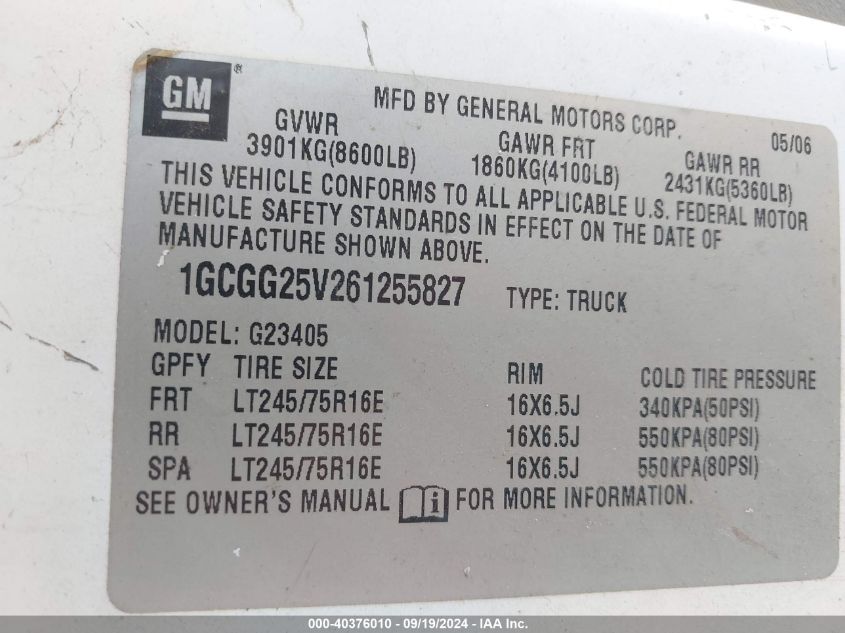 GM®
MFD BY GENERAL MOTORS CORP. 05/06
GVWR GAWR FRT GAWR RR
3901KG(8600LB) 1860KG(4100LB) 2431KG(5360LB)
THIS VEHICLE CONFORMS TO ALL APPLICABLE U.S. FEDERAL MOTOR
VEHICLE SAFETY STANDARDS IN EFFECT ON THE DATE OF
MANUFACTURE SHOWN ABOVE.
1GCGG25V261255827 TYPE: TRUCK
MODEL: G23405
GPFY TIRE SIZE RIM COLD TIRE PRESSURE
FRT LT245/75R16E 16X6.5J 340KPA(50PSI)
RR LT245/75R16E 16X6.5J 550KPA(80PSI)
SPA LT245/75R16E 16X6.5J 550KPA(80PSI)
SEE OWNER'S MANUAL i FOR MORE INFORMATION.
000-40376010 - 09/19/2024 - IAA Inc.